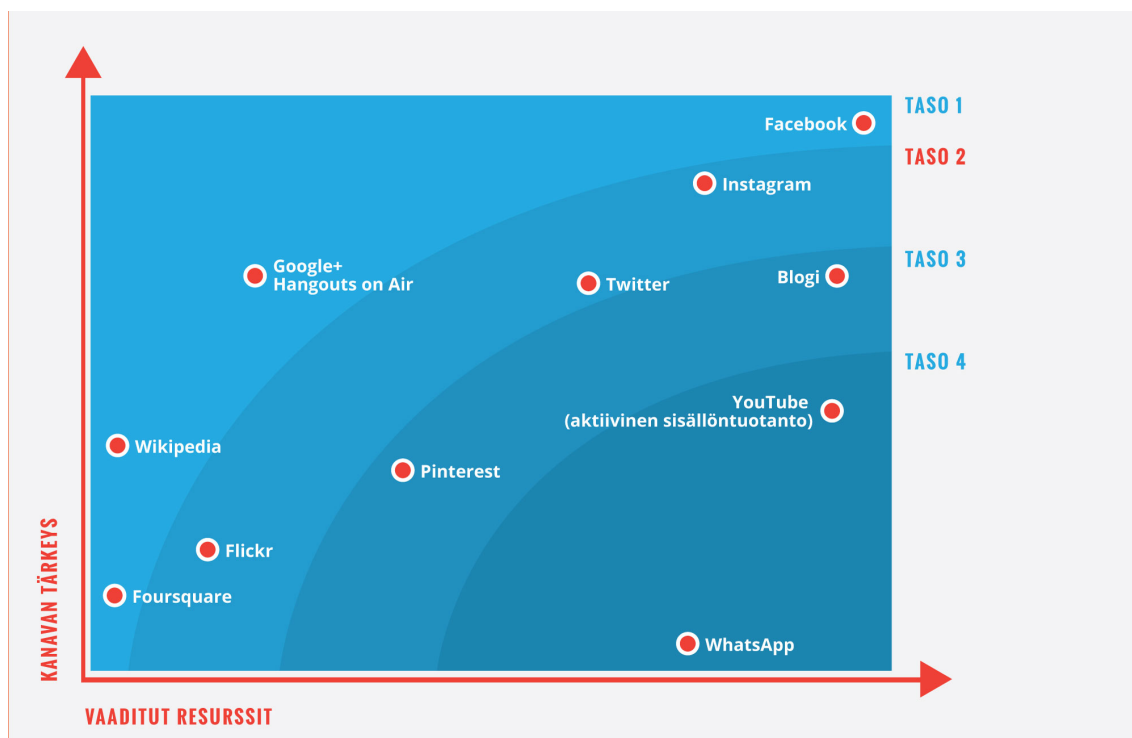 TASO 1
Facebook
TASO 2
Instagram
TASO 3
Google+
Hangouts on Air
Twitter
Blogi
TASO 4
YouTube
(aktiivinen sisällöntuotanto)
Wikipedia
Pinterest
Flickr
Foursquare
WhatsApp
KANAVAN TÄRKEYS
VAADITUT RESURSSIT